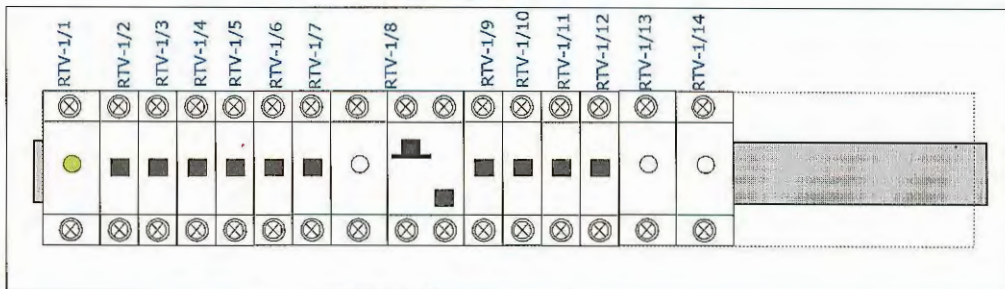 RTV-1/1
RTV-1/2
RTV-1/3
RTV-1/4
RTV-1/5
RTV-1/6
RTV-1/7
RTV-1/8
RTV-1/9
RTV-1/10
RTV-1/11
RTV-1/12
RTV-1/13
RTV-1/14